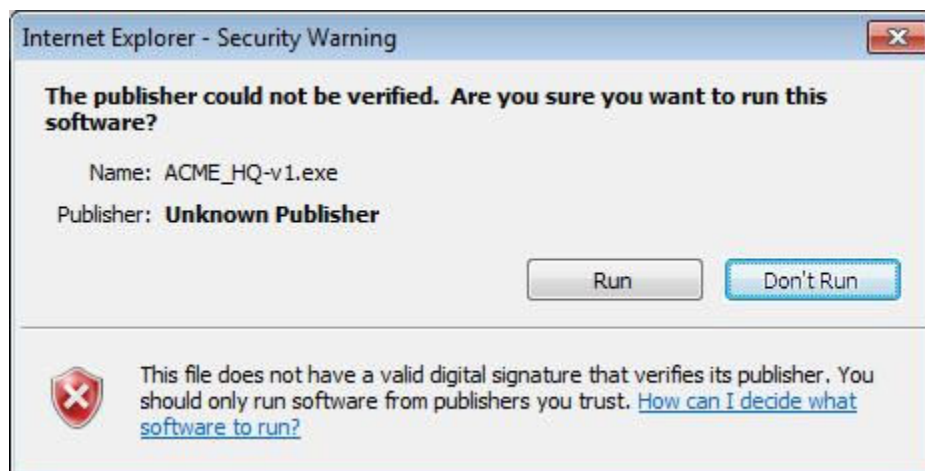 Internet Explorer - Security Warning
The publisher could not be verified.  Are you sure you want to run this
software?
Name: ACME_HQ-v1.exe
Publisher: Unknown Publisher
Run Don't Run
This file does not have a valid digital signature that verifies its publisher. You
should only run software from publishers you trust. How can I decide what
software to run?